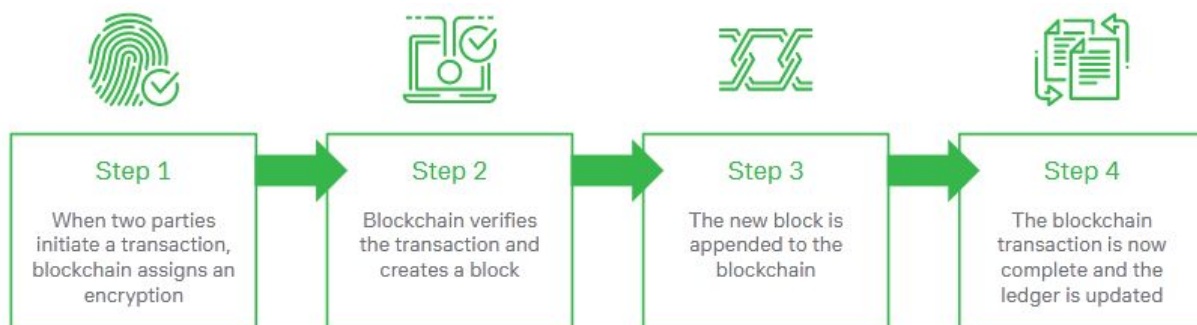 Step 1
When two parties
initiate a transaction,
blockchain assigns an
encryption
Step 2
Blockchain verifies
the transaction and
creates a block
Step 3
The new block is
appended to the
blockchain
Step 4
The blockchain
transaction is now
complete and the
ledger is updated